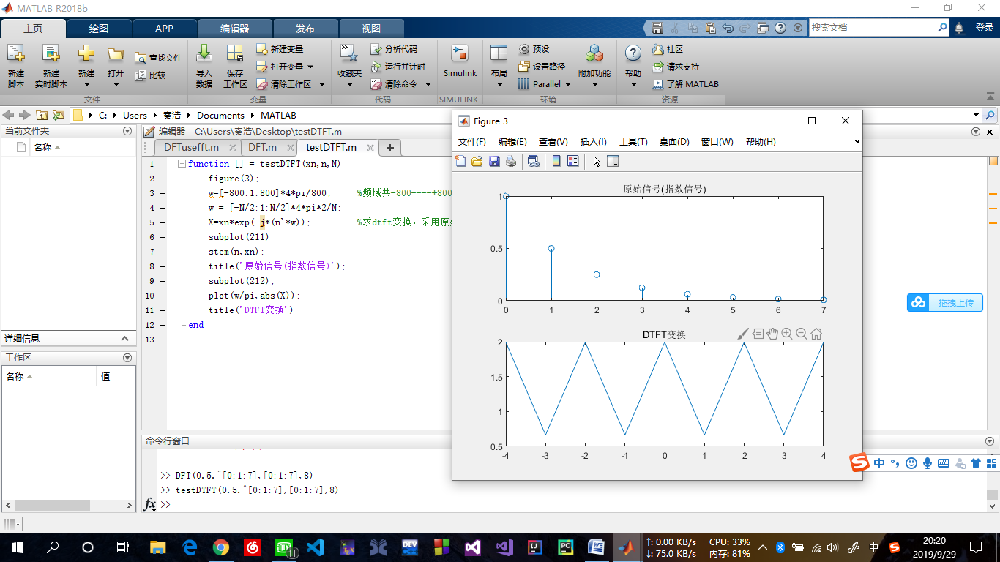 MATLAB R2018b
主页 绘图 APP 编辑器 发布 视图 搜索文档 登录
新建脚本 新建实时脚本 新建 打开 查找文件 比较
导入数据 保存工作区 新建变量 打开变量 清除工作区
收藏夹 分析代码 运行并计时 清除命令
Simulink 布局 预设 设置路径 Parallel 附加功能
帮助 社区 请求支持 了解 MATLAB
文件 变量 代码 SIMULINK 环境 资源
C: Users 秦浩 Documents MATLAB
当前文件夹
名称
详细信息
工作区
名称 值
编辑器 - C:\Users\秦浩\Desktop\testDTFT.m
DFTusefft.m DFT.m testDTFT.m
1 function [] = testDTFT(xn,n,N)
2 figure(3);
3 w=[-800:1:800]*4*pi/800; %频域共-800----+800
4 w = [-N/2:1:N/2]*4*pi*2/N;
5 X=xn*exp(-j*(n'*w)); %求dtft变换，采用原
6 subplot(211)
7 stem(n,xn);
8 title('原始信号(指数信号)');
9 subplot(212);
10 plot(w/pi,abs(X));
11 title('DTFT变换')
12 end
13
命令行窗口
>> DFT(0.5.^[0:1:7],[0:1:7],8)
>> testDTFT(0.5.^[0:1:7],[0:1:7],8)
>>
fx
Figure 3
文件(F) 编辑(E) 查看(V) 插入(I) 工具(T) 桌面(D) 窗口(W) 帮助(H)
原始信号(指数信号)
1
0.5
0
0 1 2 3 4 5 6 7
DTFT变换
2
1.5
1
0.5
-4 -3 -2 -1 0 1 2 3 4
拖拽上传
中
↑: 0.00 KB/s CPU: 33%
↓: 75.0 KB/s 内存: 81%
中
20:20
2019/9/29